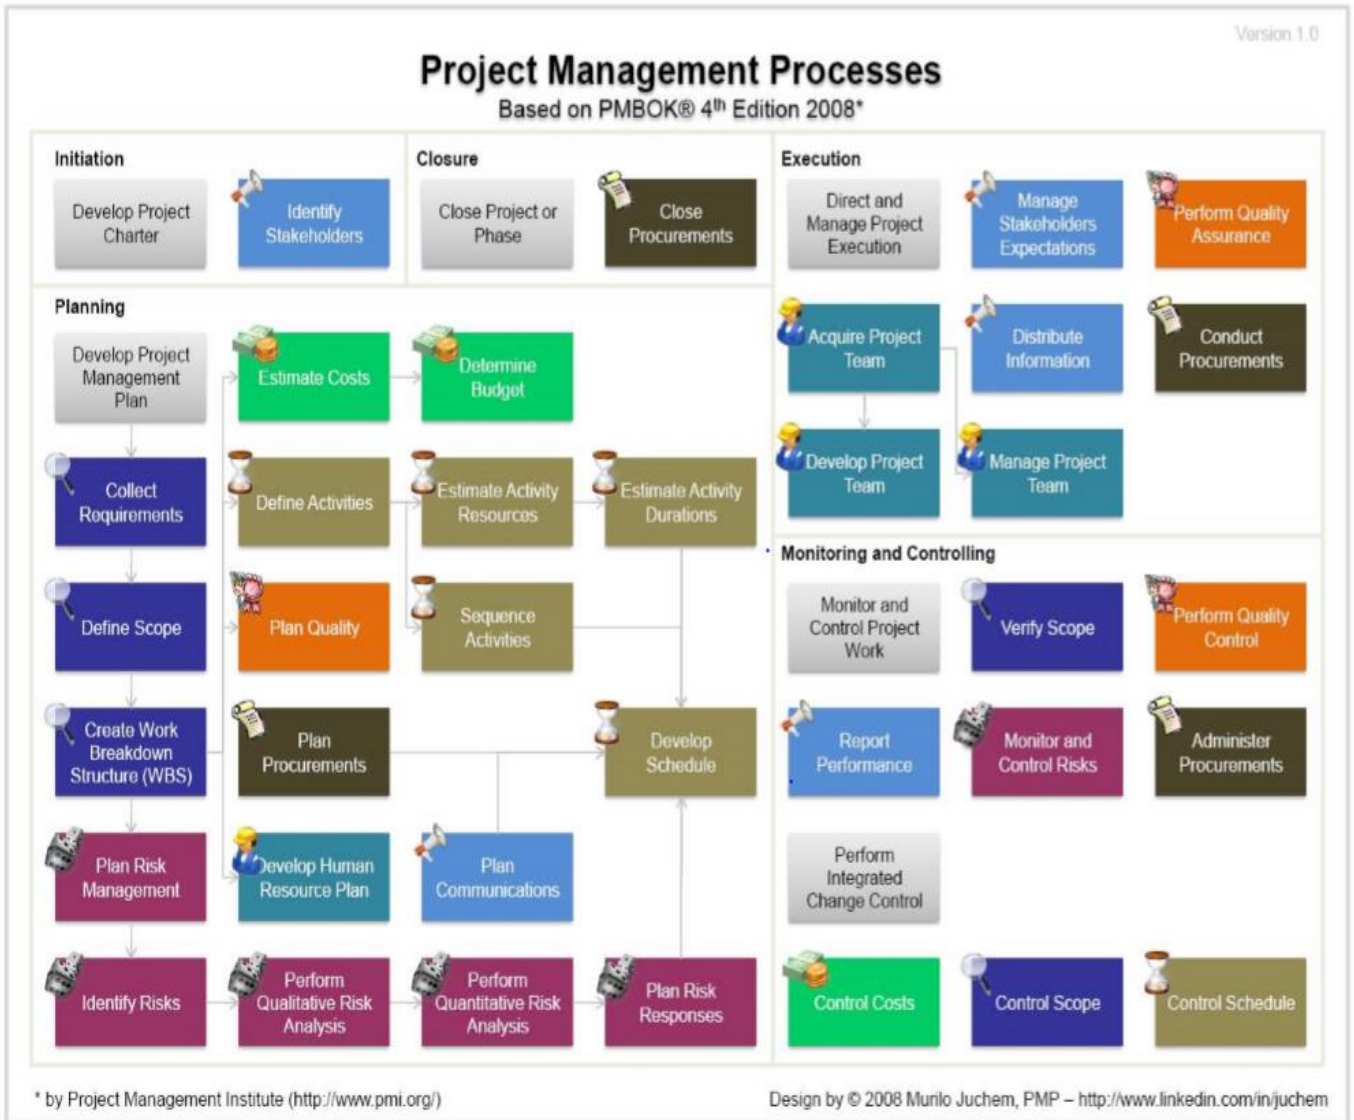 Version 1.0
Project Management Processes
Based on PMBOK® 4th Edition 2008*
Initiation
Develop Project
Charter
Identify
Stakeholders
Closure
Close Project or
Phase
Close
Procurements
Execution
Direct and
Manage Project
Execution
Manage
Stakeholders
Expectations
Perform Quality
Assurance
Acquire Project
Team
Distribute
Information
Conduct
Procurements
Develop Project
Team
Manage Project
Team
Planning
Develop Project
Management
Plan
Estimate Costs
Determine
Budget
Collect
Requirements
Define Activities
Estimate Activity
Resources
Estimate Activity
Durations
Define Scope
Plan Quality
Sequence
Activities
Create Work
Breakdown
Structure (WBS)
Plan
Procurements
Develop
Schedule
Plan Risk
Management
Develop Human
Resource Plan
Plan
Communications
Identify Risks
Perform
Qualitative Risk
Analysis
Perform
Quantitative Risk
Analysis
Plan Risk
Responses
Monitoring and Controlling
Monitor and
Control Project
Work
Verify Scope
Perform Quality
Control
Report
Performance
Monitor and
Control Risks
Administer
Procurements
Perform
Integrated
Change Control
Control Costs
Control Scope
Control Schedule
* by Project Management Institute (http://www.pmi.org/)
Design by © 2008 Murilo Juchem, PMP – http://www.linkedin.com/in/juchem